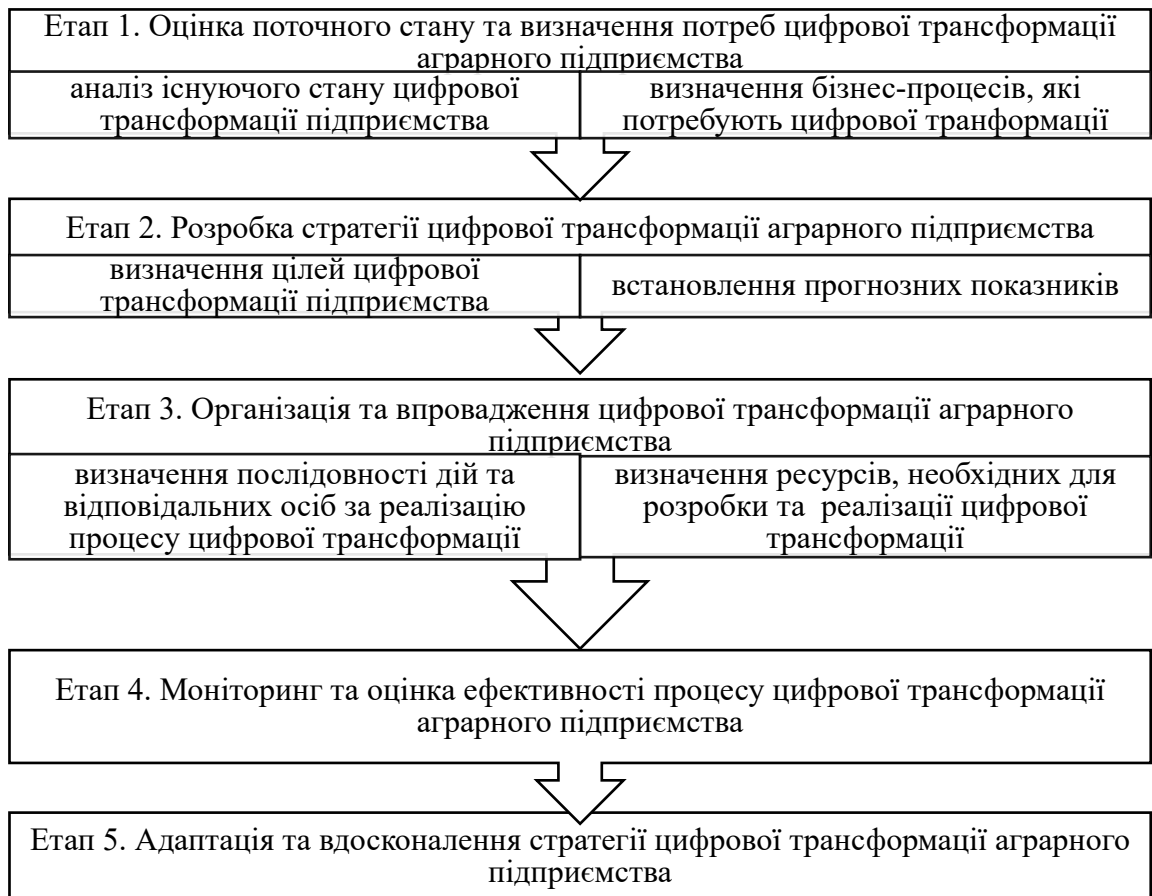 Етап 1. Оцінка поточного стану та визначення потреб цифрової трансформації
аграрного підприємства
аналіз існуючого стану цифрової
трансформації підприємства
визначення бізнес-процесів, які
потребують цифрової транформації
Етап 2. Розробка стратегії цифрової трансформації аграрного підприємства
визначення цілей цифрової
трансформації підприємства
встановлення прогнозних показників
Етап 3. Організація та впровадження цифрової трансформації аграрного
підприємства
визначення послідовності дій та
відповідальних осіб за реалізацію
процесу цифрової трансформації
визначення ресурсів, необхідних для
розробки та реалізації цифрової
трансформації
Етап 4. Моніторинг та оцінка ефективності процесу цифрової трансформації
аграрного підприємства
Етап 5. Адаптація та вдосконалення стратегії цифрової трансформації аграрного
підприємства